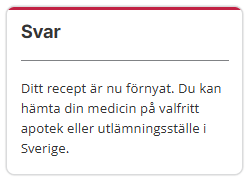 Svar
Ditt recept är nu förnyat. Du kan
hämta din medicin på valfritt
apotek eller utlämningsställe i
Sverige.